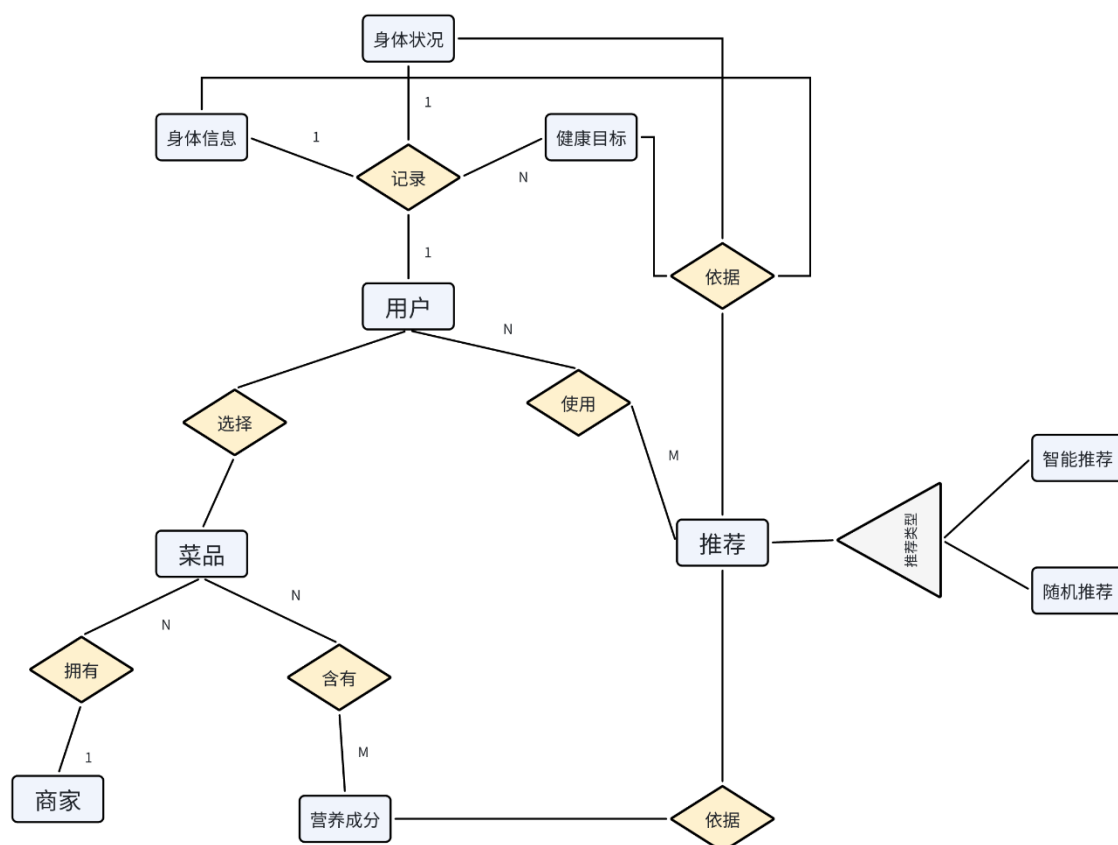 身体状况
1
身体信息
1
健康目标
记录
N
1
依据
用户
N
使用
选择
M
智能推荐
推荐
推荐类型
菜品
随机推荐
N
N
拥有
含有
M
1
商家
营养成分
依据